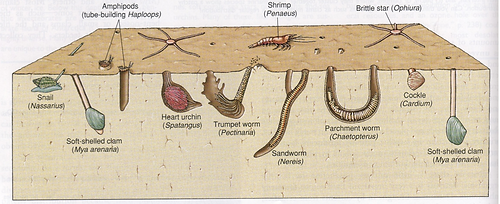 Amphipods
(tube-building Haploops)
Shrimp
(Penaeus)
Brittle star (Ophiura)
Snail
(Nassarius)
Soft-shelled clam
(Mya arenaria)
Heart urchin
(Spatangus)
Trumpet worm
(Pectinaria)
Sandworm
(Nereis)
Parchment worm
(Chaetopterus)
Cockle
(Cardium)
Soft-shelled clam
(Mya arenaria)